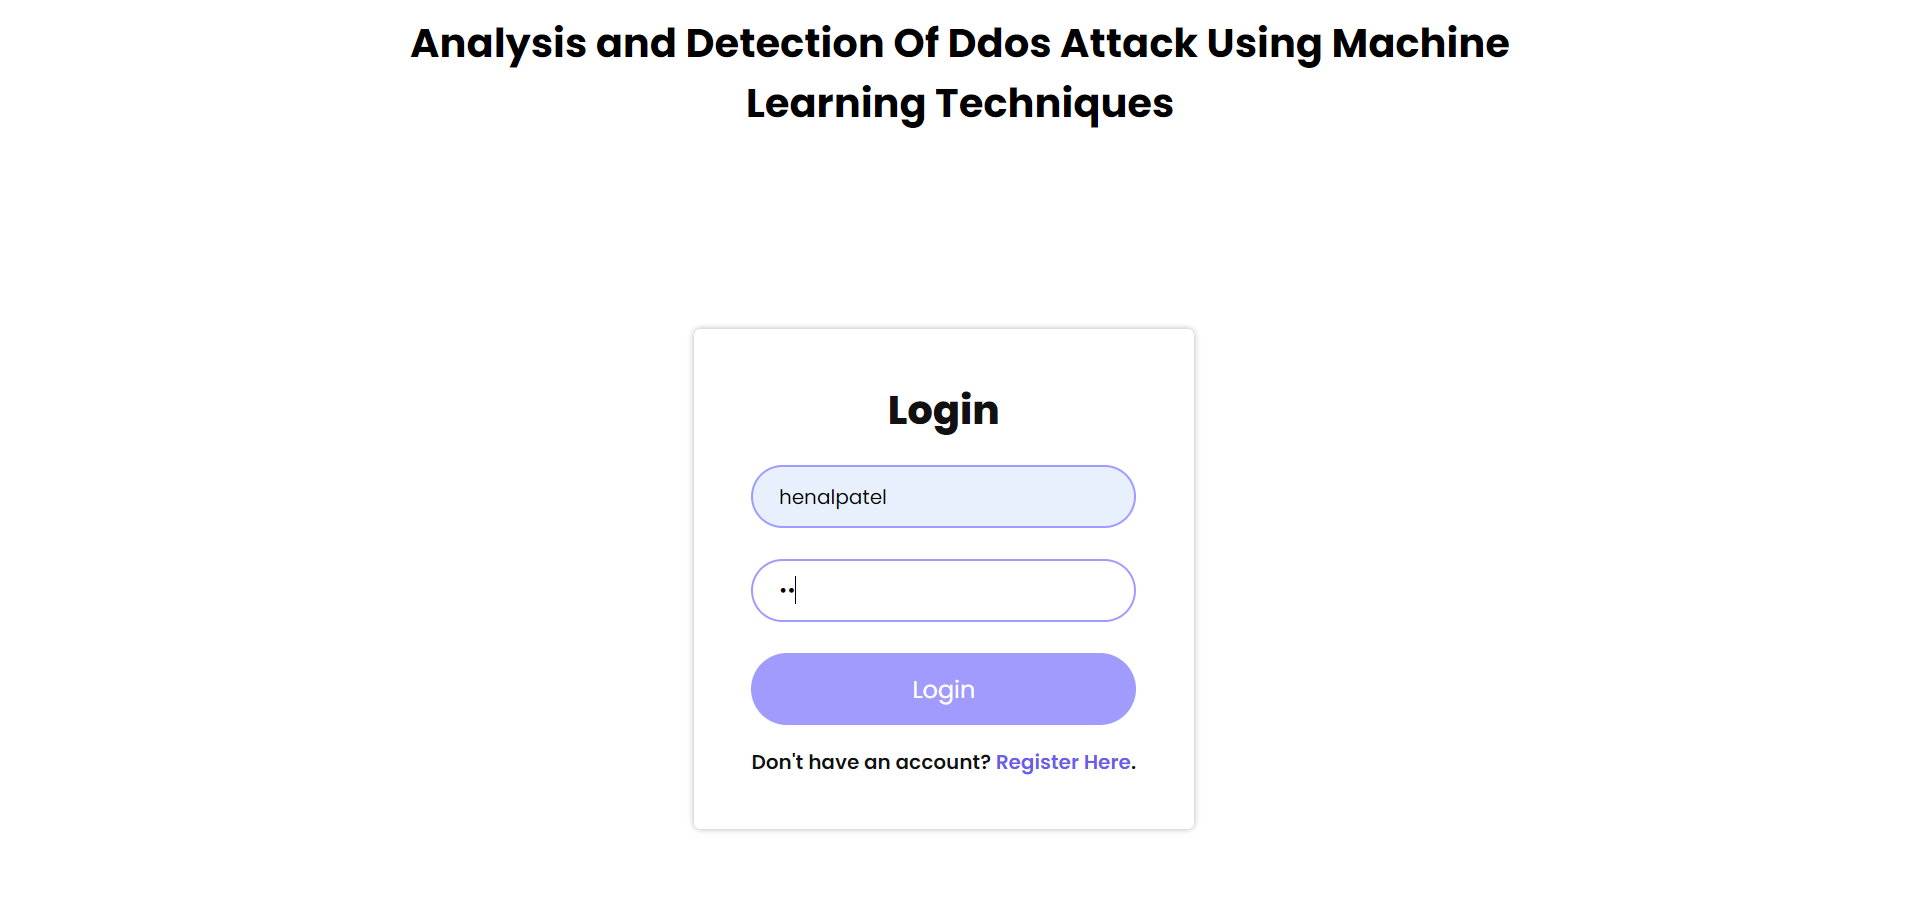 Analysis and Detection Of Ddos Attack Using Machine
Learning Techniques
Login
henalpatel
••
Login
Don't have an account? Register Here.